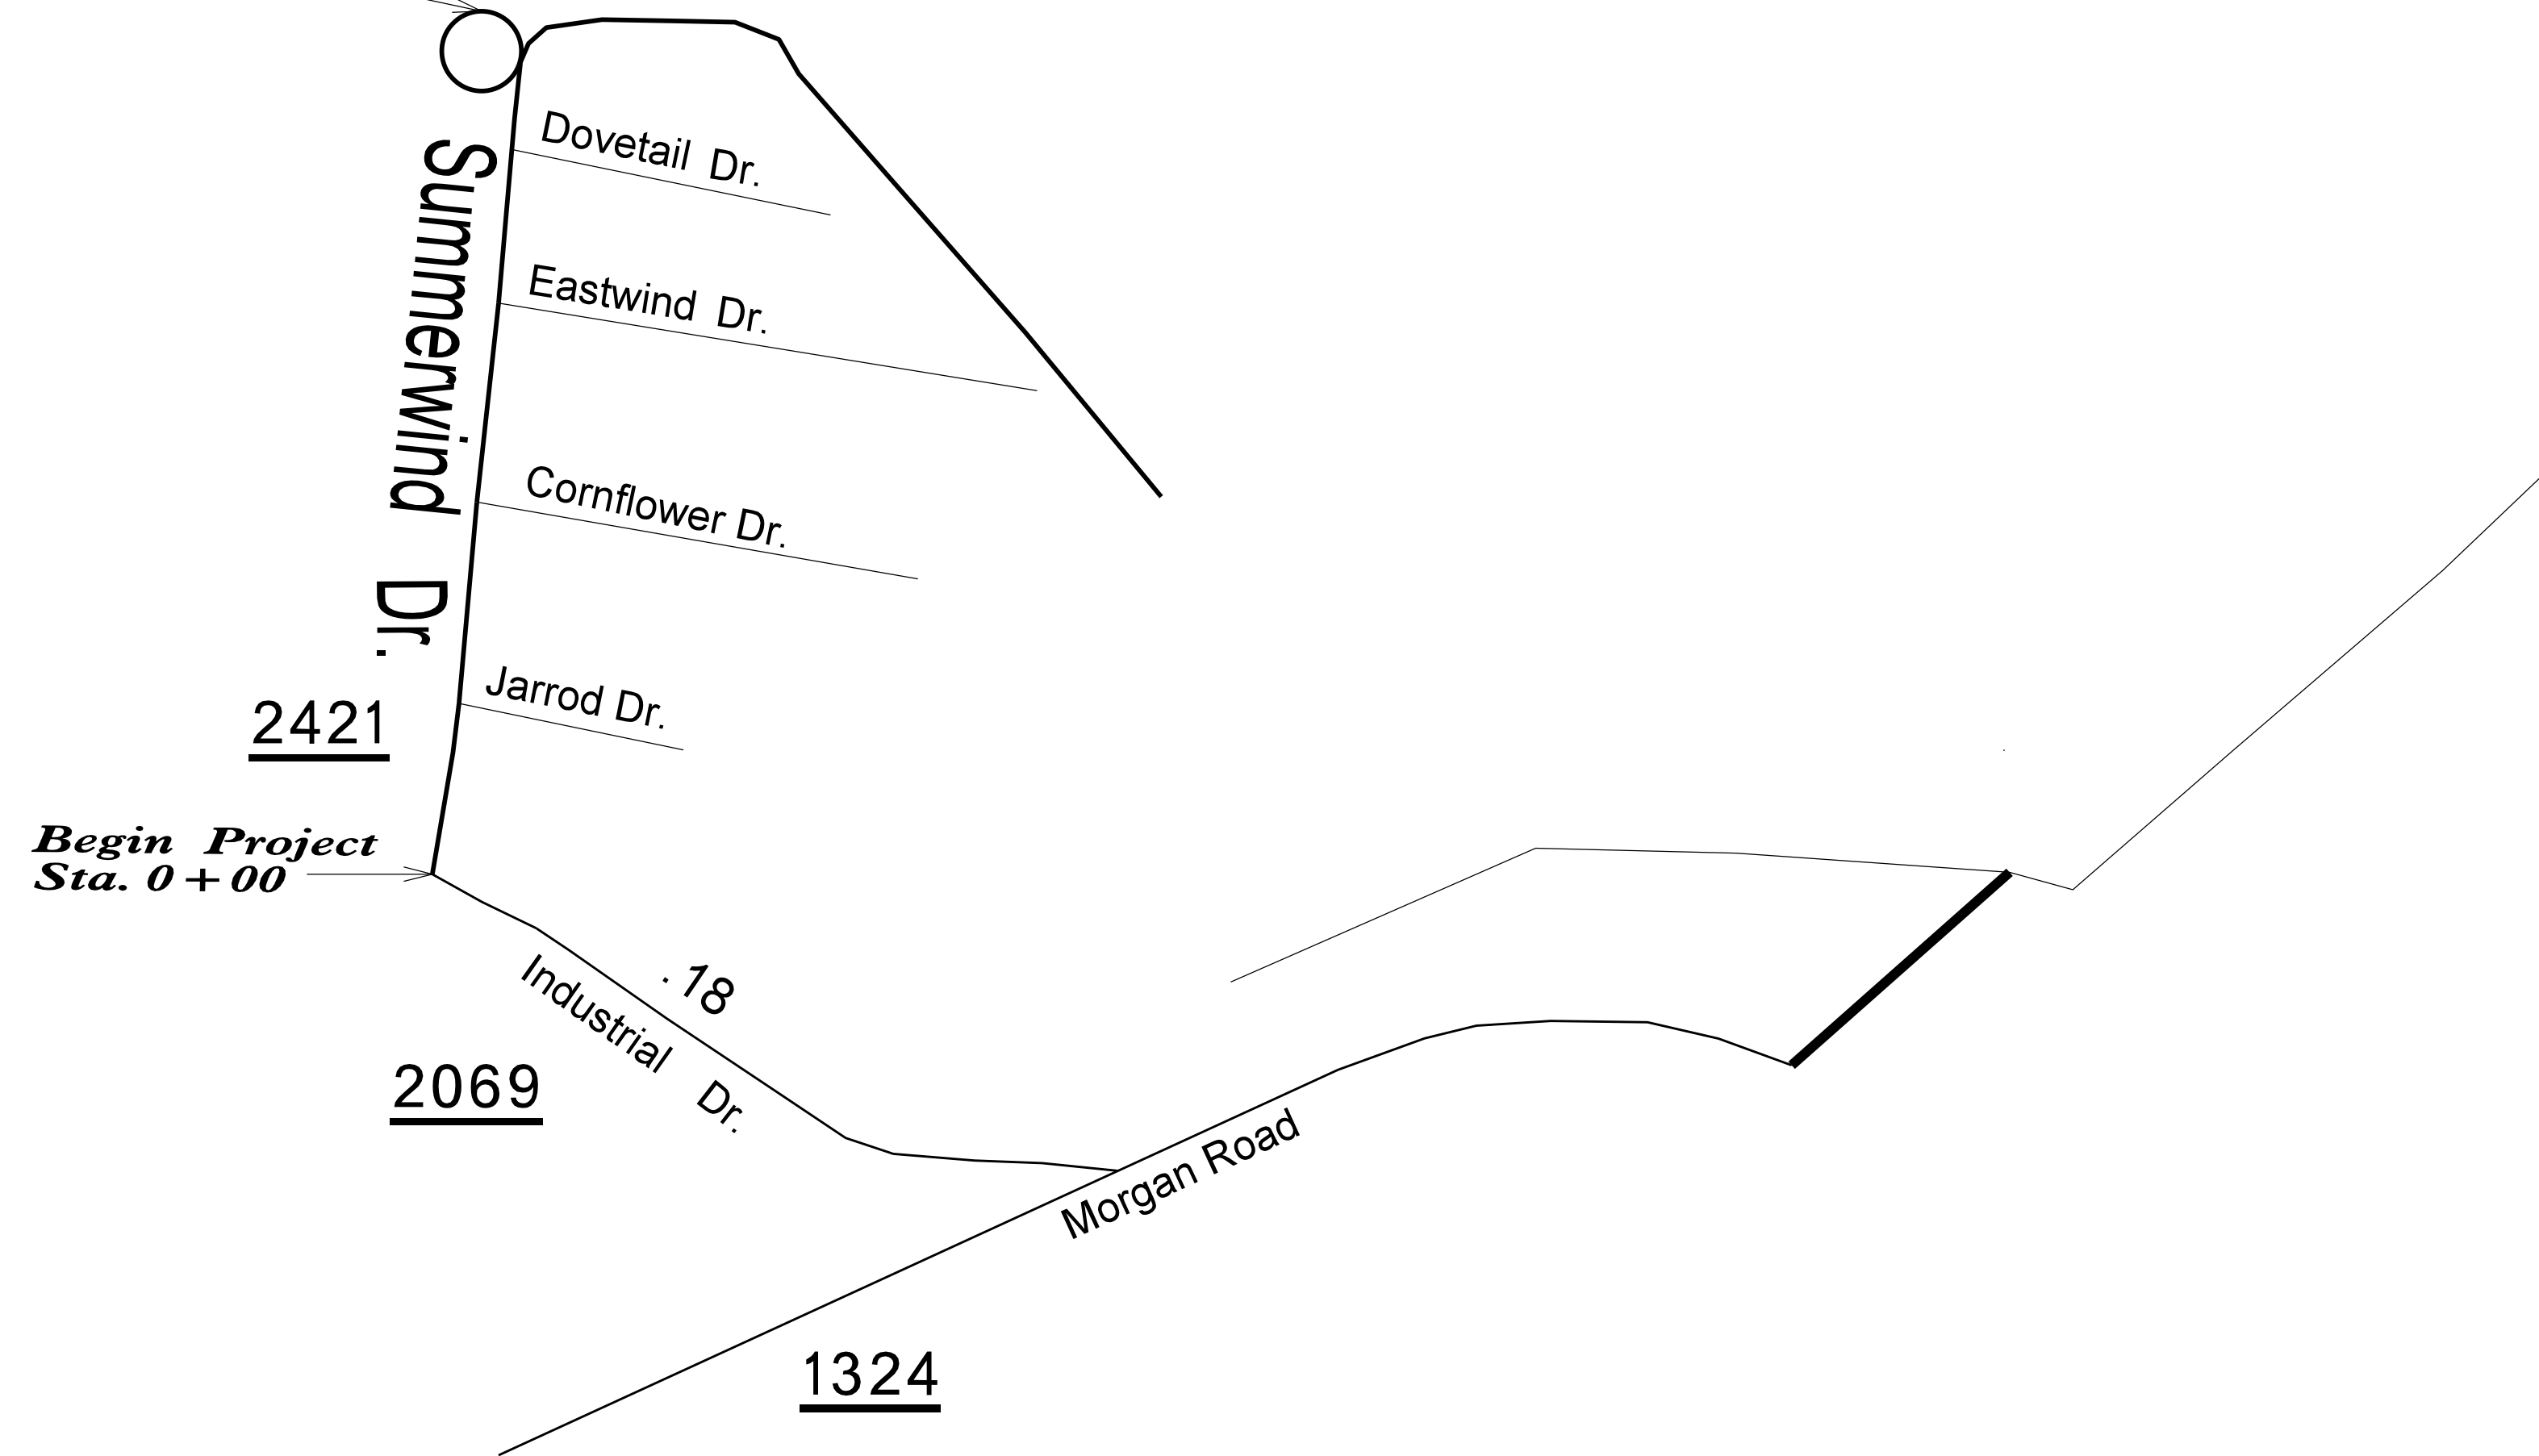 Dovetail Dr.
Summerwind Dr.
Eastwind Dr.
Cornflower Dr.
Jarrod Dr.
2421
Begin Project
Sta. 0+00
.18
Industrial Dr.
2069
Morgan Road
1324